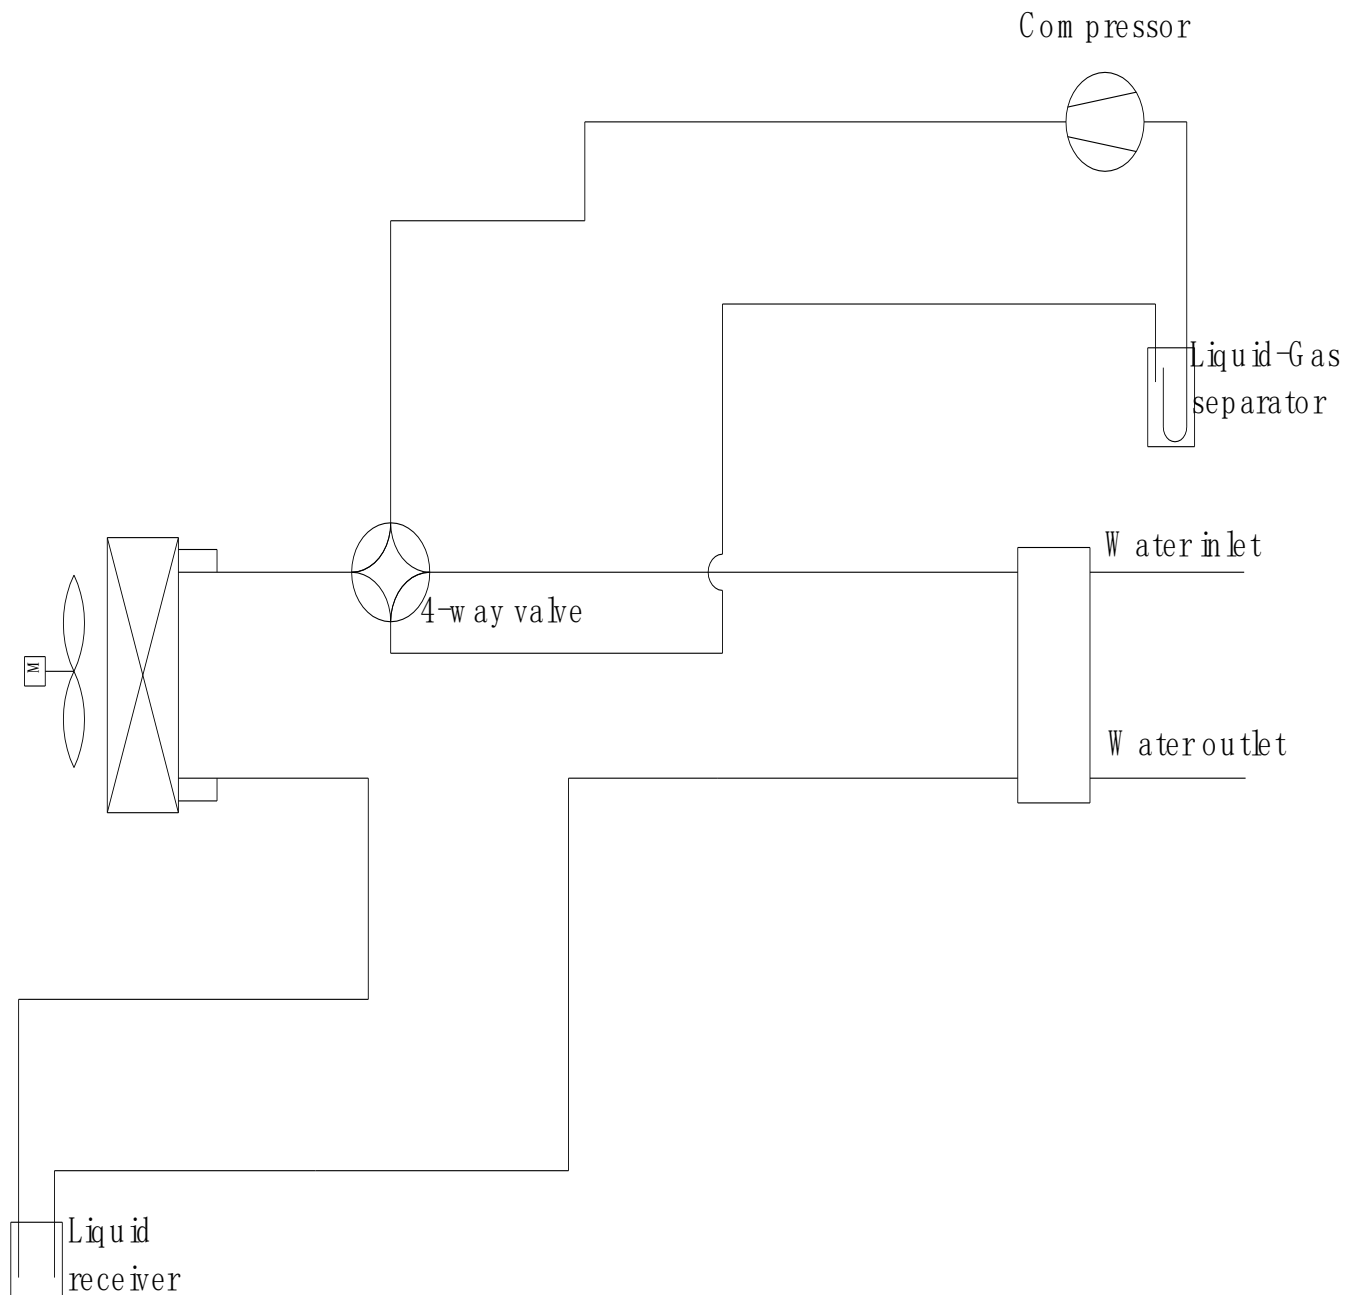 Compressor
Liquid-Gas
separator
Water inlet
4-way valve
M
Water outlet
Liquid
receiver